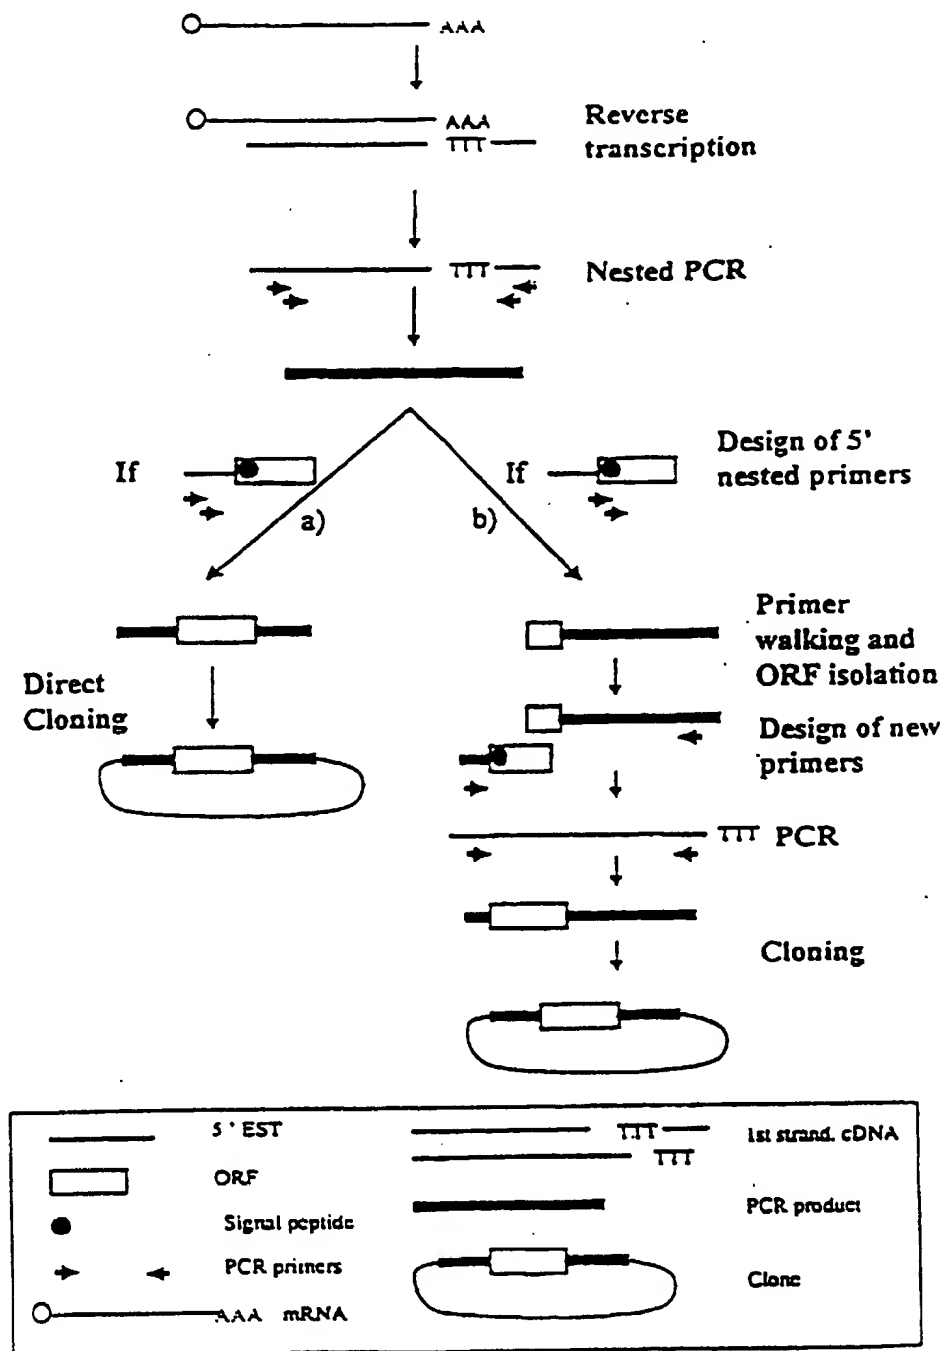 AAA
AAA
TTT
Reverse
transcription
TTT
Nested PCR
If
If
Design of 5'
nested primers
a)
b)
Primer
walking and
ORF isolation
Direct
Cloning
Design of new
primers
TTT PCR
Cloning
5 ' EST
TTT
1st strand. cDNA
TTT
ORF
PCR product
Signal peptide
PCR primers
Clone
AAA mRNA